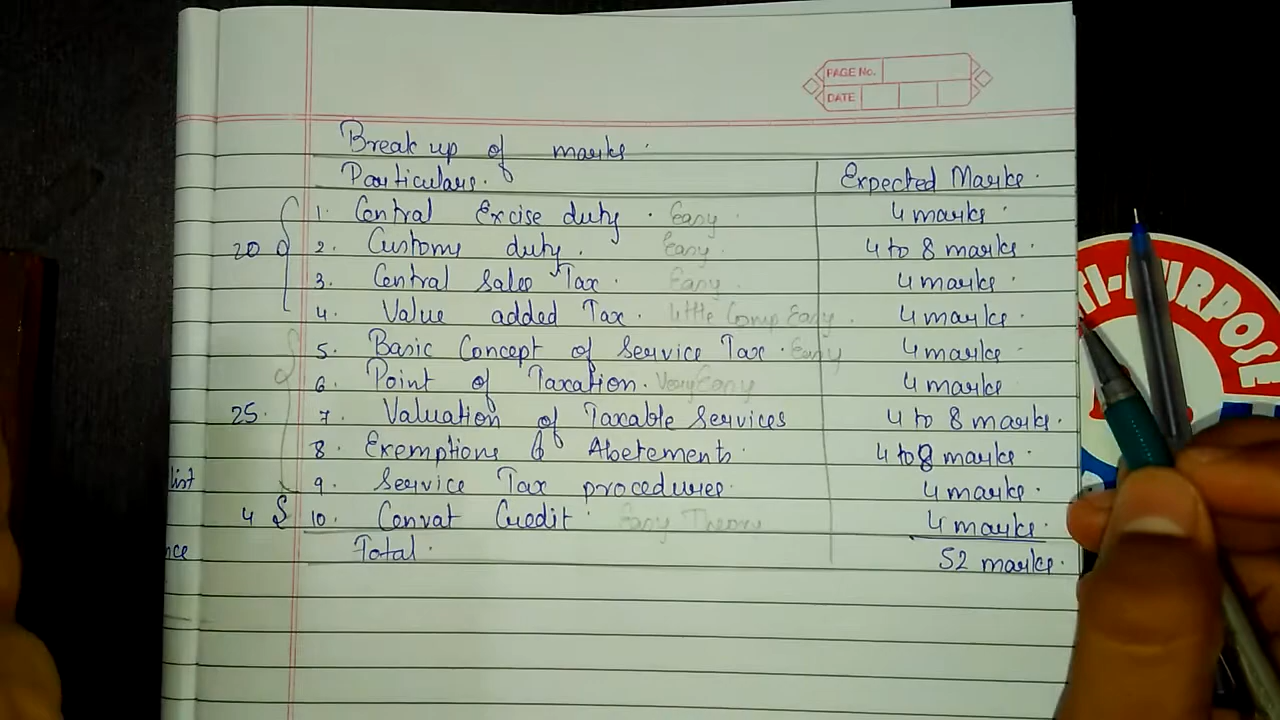 PAGE No.
DATE
Break up of marks.
Particulars. Expected Marks.
1. Central Excise duty. Easy. 4 marks.
20 2. Customs duty. Easy. 4 to 8 marks.
3. Central Sales Tax. Easy. 4 marks.
4. Value added Tax. Little Comp Easy. 4 marks.
5. Basic Concept of Service Tax. Easy 4 marks.
6. Point of Taxation. Very Easy 4 marks
25. 7. Valuation of Taxable Services 4 to 8 marks.
8. Exemptions & Abetements. 4 to 8 marks.
list 9. Service Tax procedures. 4 marks.
4 10. Cenvat Credit. Easy Theory 4 marks.
nce Total. 52 marks.
TI-PURPOSE